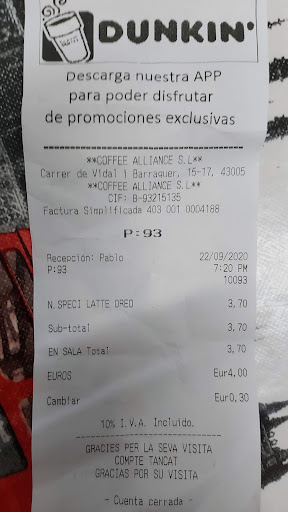 DUNKIN'
Descarga nuestra APP
para poder disfrutar
de promociones exclusivas
**COFFEE ALLIANCE S.L**
Carrer de Vidal i Barraquer, 15-17, 43005
**COFFEE ALLIANCE S.L**
CIF: B-93215135
Factura Simplificada 403 001 0004188
P:93
Recepción: Pablo 22/09/2020
P:93 7:20 PM
10093
N.SPECI LATTE OREO 3,70
Sub-total 3,70
EN SALA Total 3,70
EUROS Eur4,00
Cambiar Eur0,30
10% I.V.A. Incluido.
GRACIES PER LA SEVA VISITA
COMPTE TANCAT
GRACIAS POR SU VISITA
- Cuenta cerrada -